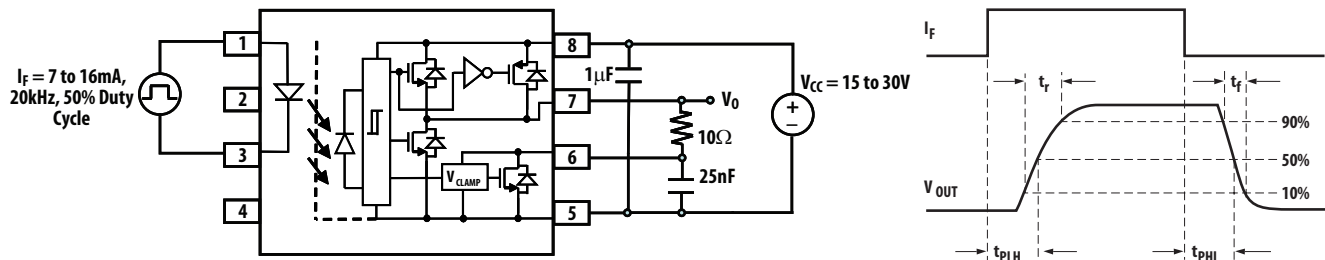 I_F = 7 to 16mA,
20kHz, 50% Duty
Cycle
1
2
3
4
V_CLAMP
8
7
6
5
1μF
V_O
10Ω
25nF
V_CC = 15 to 30V
+
−
I_F
t_r
t_f
90%
50%
10%
V_OUT
t_PLH
t_PHL